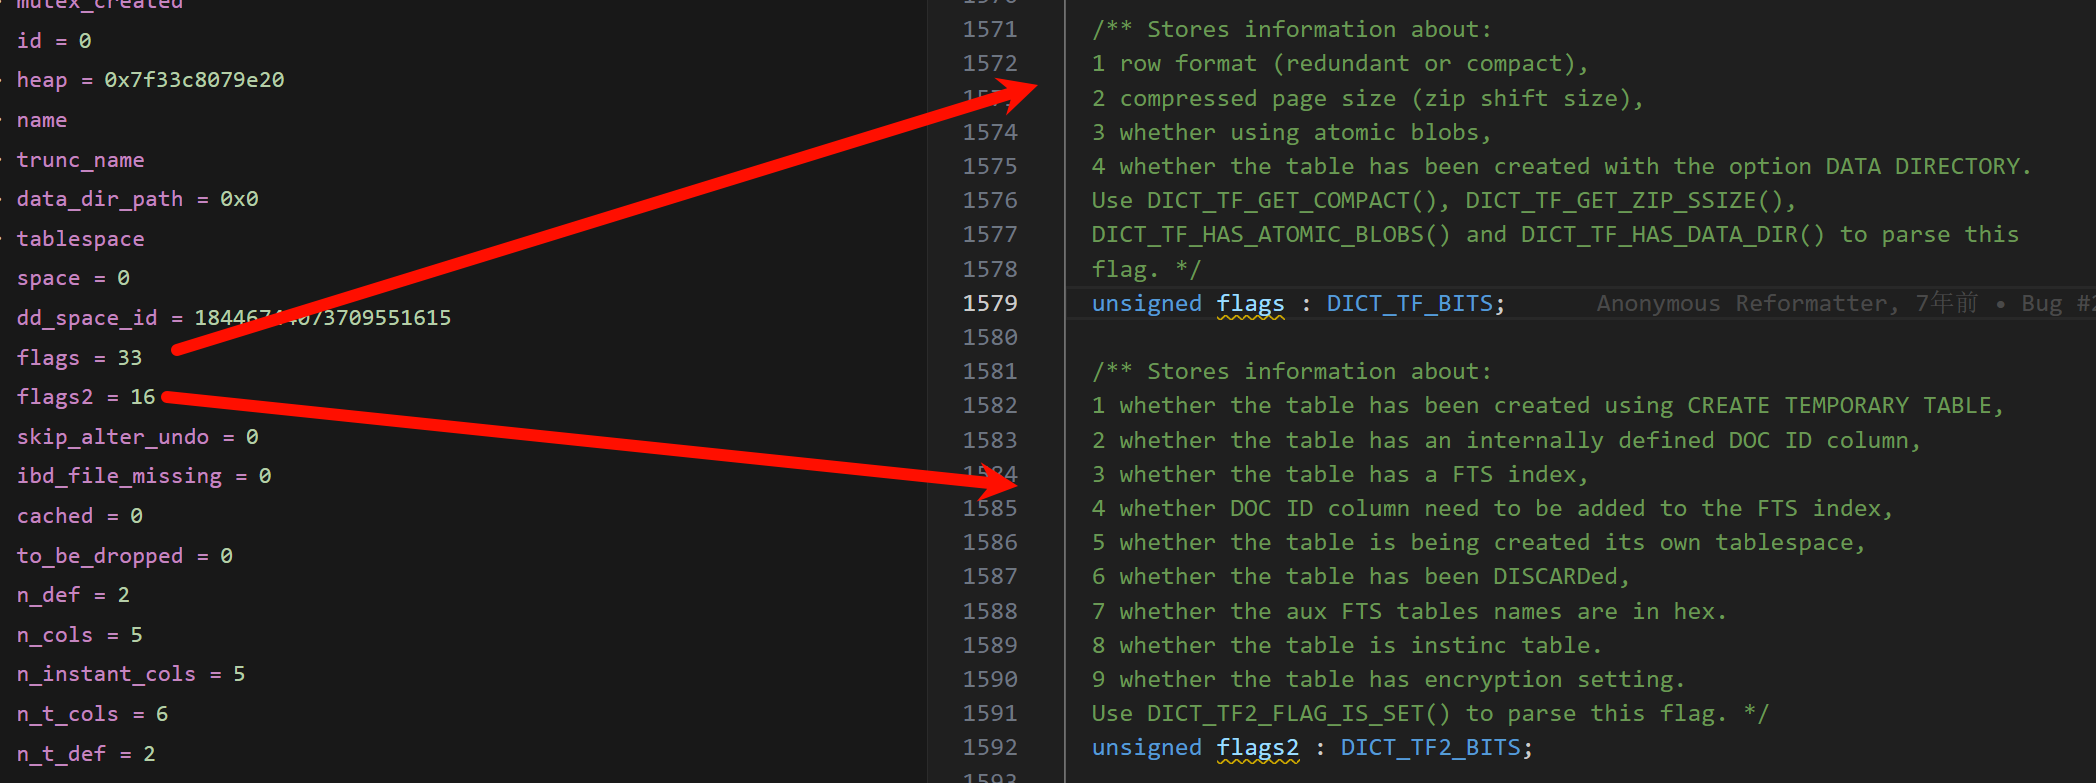 mutex_created
id = 0
heap = 0x7f33c8079e20
name
trunc_name
data_dir_path = 0x0
tablespace
space = 0
dd_space_id = 18446744073709551615
flags = 33
flags2 = 16
skip_alter_undo = 0
ibd_file_missing = 0
cached = 0
to_be_dropped = 0
n_def = 2
n_cols = 5
n_instant_cols = 5
n_t_cols = 6
n_t_def = 2
1570
1571 /** Stores information about:
1572 1 row format (redundant or compact),
1573 2 compressed page size (zip shift size),
1574 3 whether using atomic blobs,
1575 4 whether the table has been created with the option DATA DIRECTORY.
1576 Use DICT_TF_GET_COMPACT(), DICT_TF_GET_ZIP_SSIZE(),
1577 DICT_TF_HAS_ATOMIC_BLOBS() and DICT_TF_HAS_DATA_DIR() to parse this
1578 flag. */
1579 unsigned flags : DICT_TF_BITS; Anonymous Reformatter, 7年前 • Bug #2
1580
1581 /** Stores information about:
1582 1 whether the table has been created using CREATE TEMPORARY TABLE,
1583 2 whether the table has an internally defined DOC ID column,
1584 3 whether the table has a FTS index,
1585 4 whether DOC ID column need to be added to the FTS index,
1586 5 whether the table is being created its own tablespace,
1587 6 whether the table has been DISCARDed,
1588 7 whether the aux FTS tables names are in hex.
1589 8 whether the table is instinc table.
1590 9 whether the table has encryption setting.
1591 Use DICT_TF2_FLAG_IS_SET() to parse this flag. */
1592 unsigned flags2 : DICT_TF2_BITS;
1593